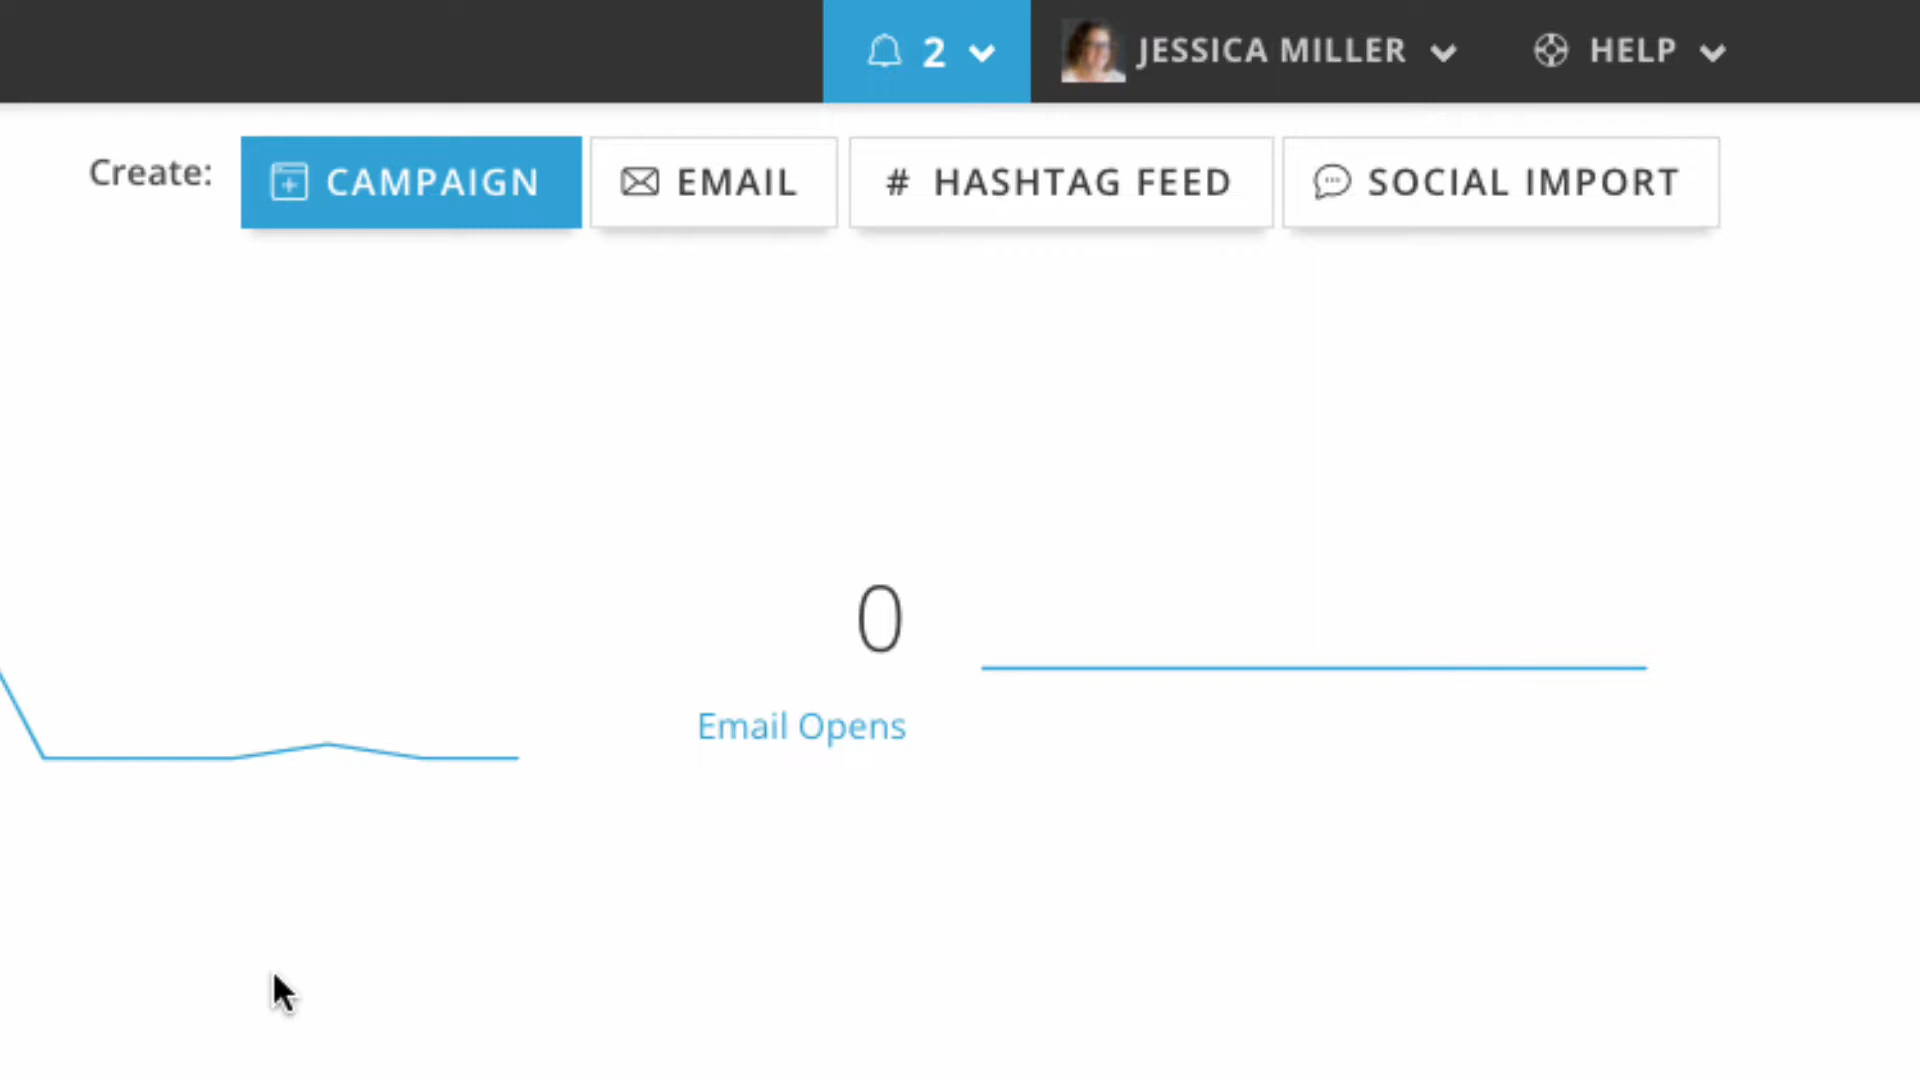 2 JESSICA MILLER HELP
Create: CAMPAIGN EMAIL # HASHTAG FEED SOCIAL IMPORT
0
Email Opens